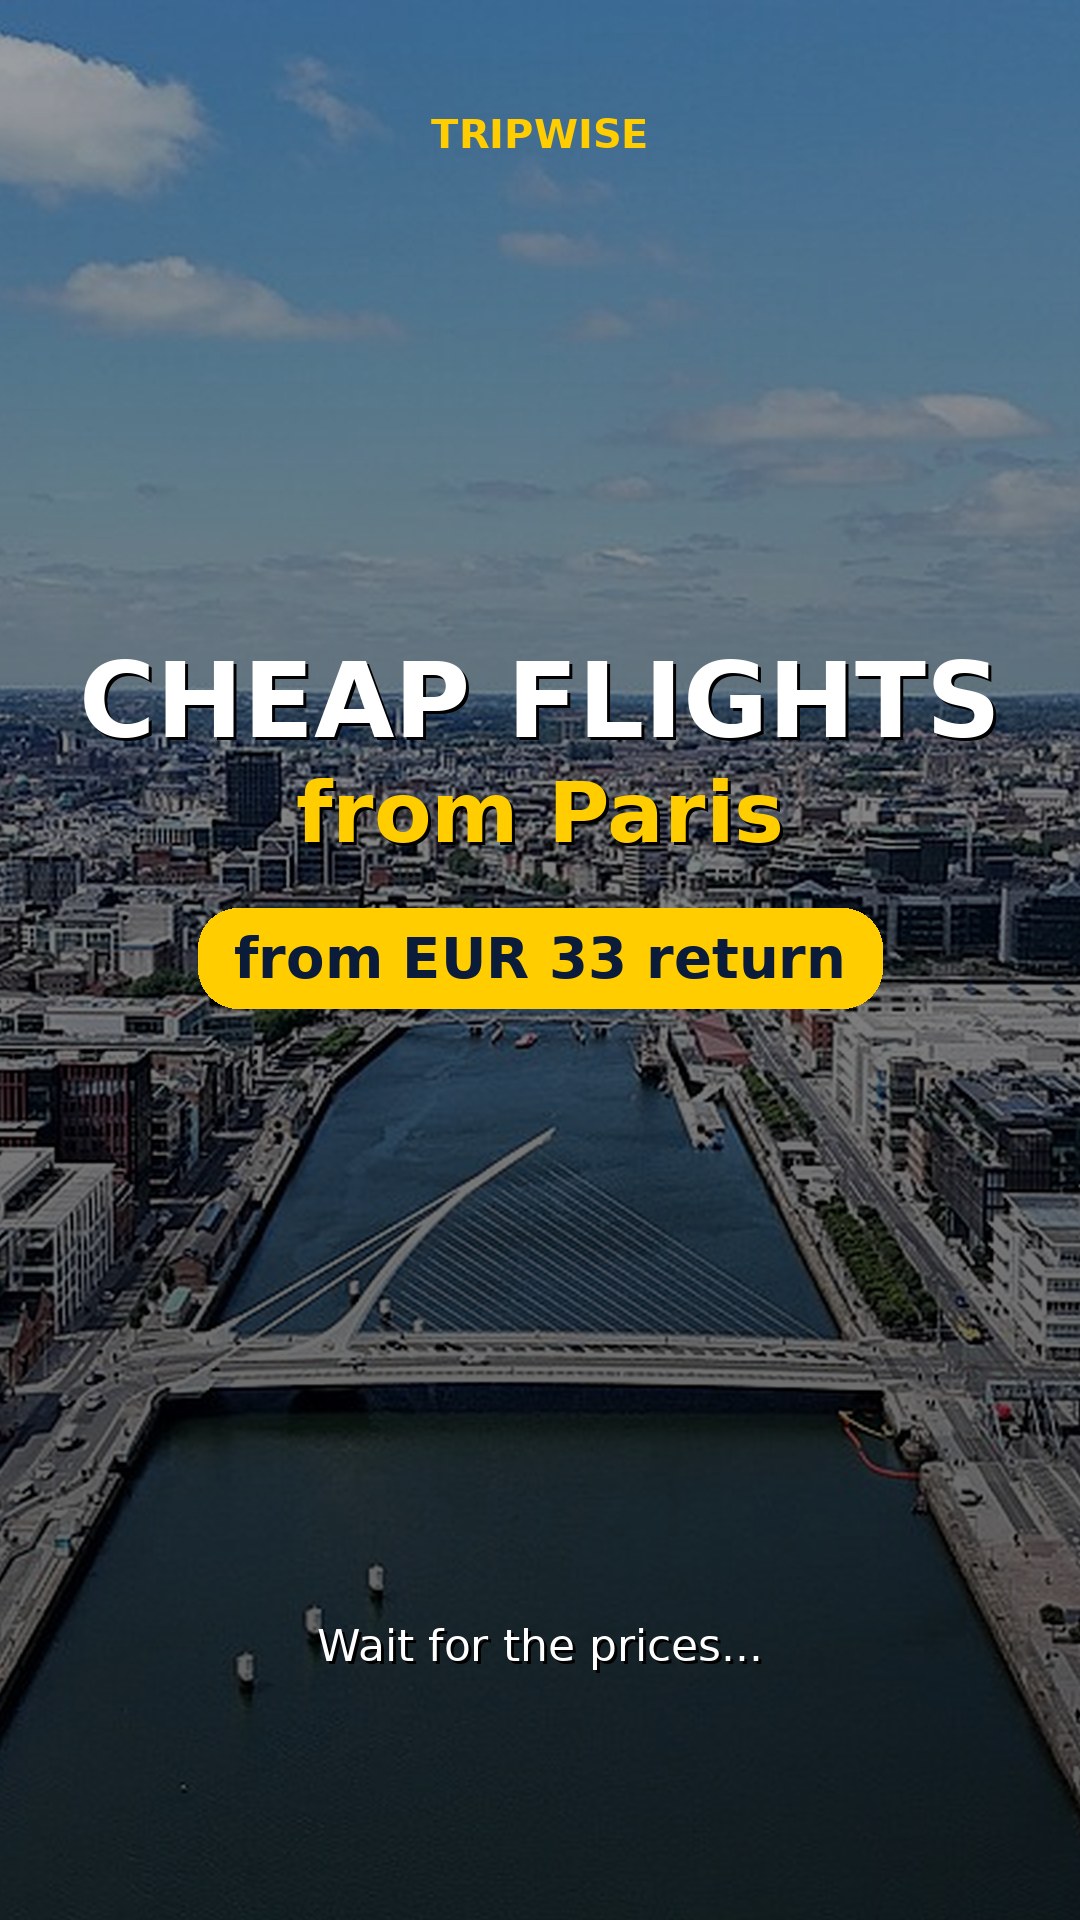 TRIPWISE
CHEAP FLIGHTS
from Paris
from EUR 33 return
Wait for the prices...